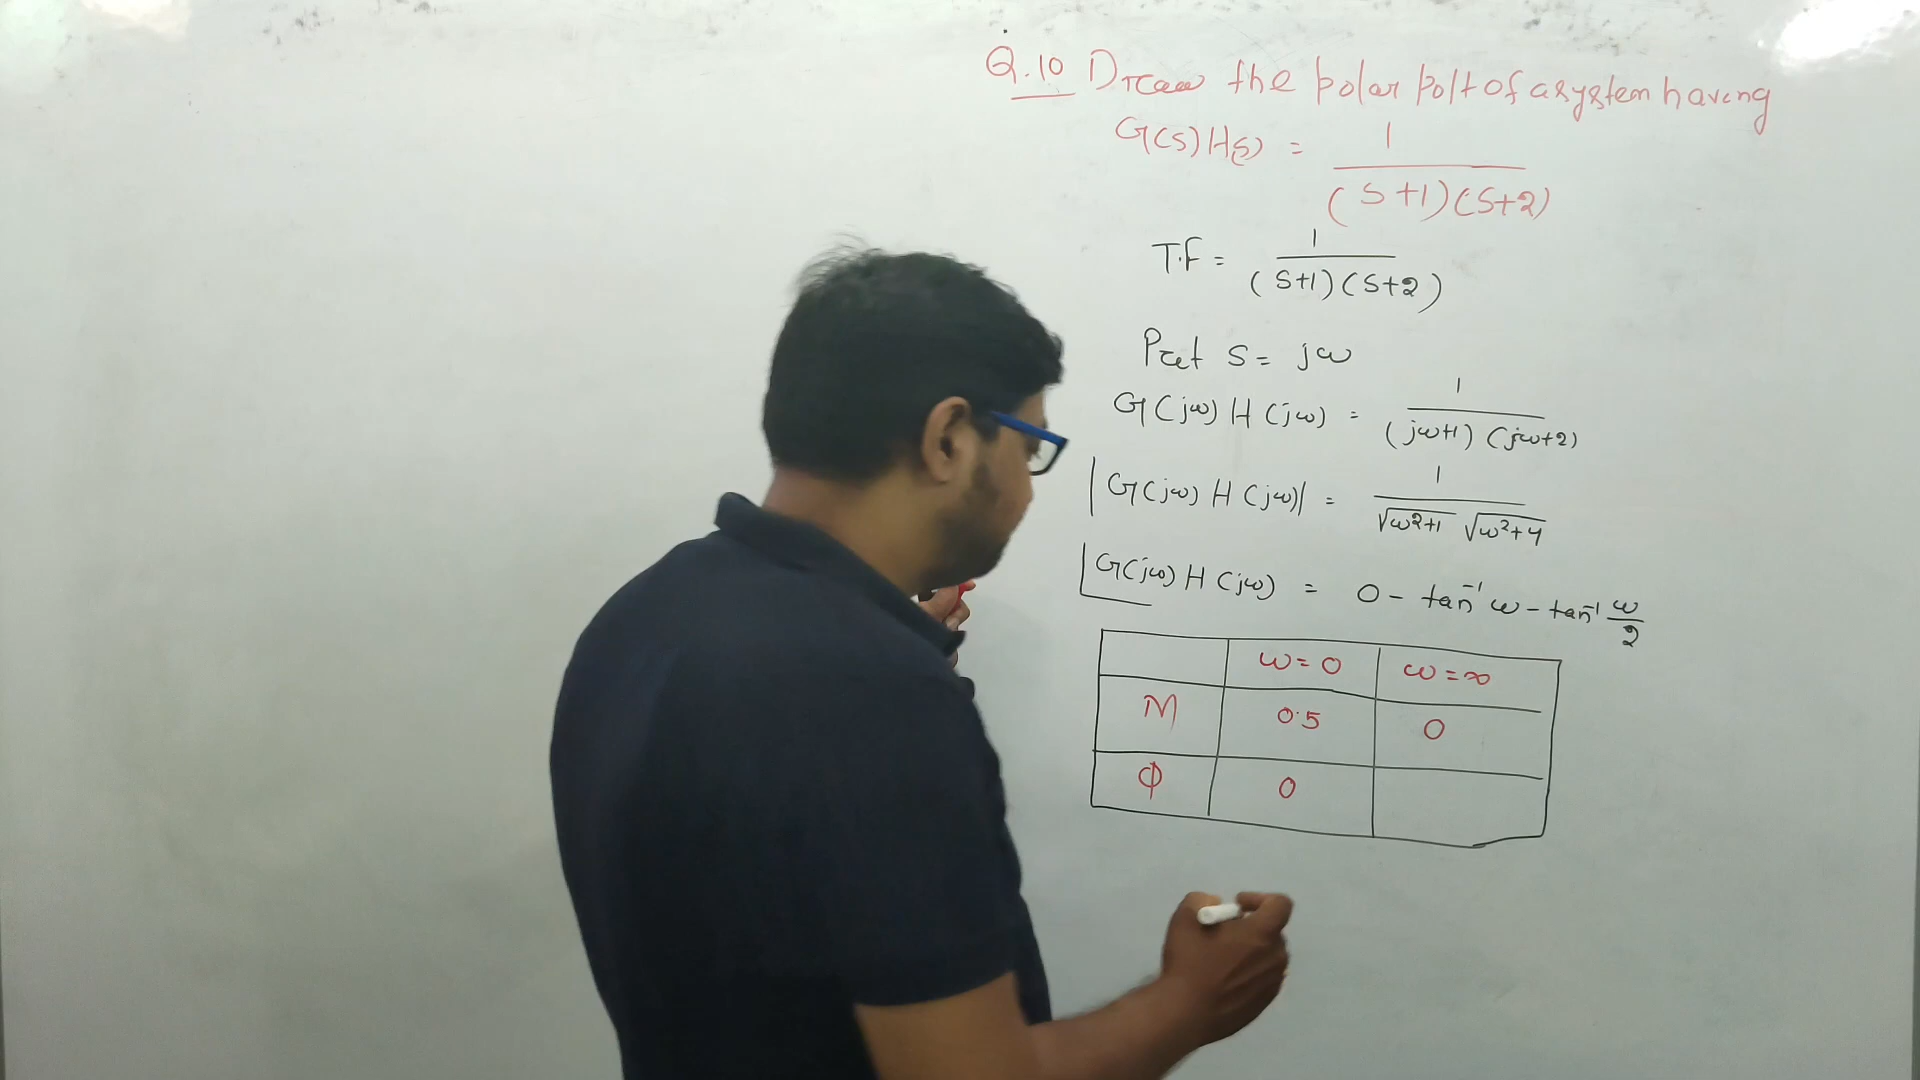 Q.10 Draw the polar polt of a system having
G(s)H(s) = 1 / (s+1)(s+2)
T.F = 1 / (s+1)(s+2)
Put s = jω
G(jω) H(jω) = 1 / (jω+1) (jω+2)
|G(jω) H(jω)| = 1 / √ω2+1 √ω²+4
∠G(jω) H(jω) = 0 - tan⁻¹ ω - tan⁻¹ ω/2
ω = 0 ω = ∞
M 0.5 0
Φ 0